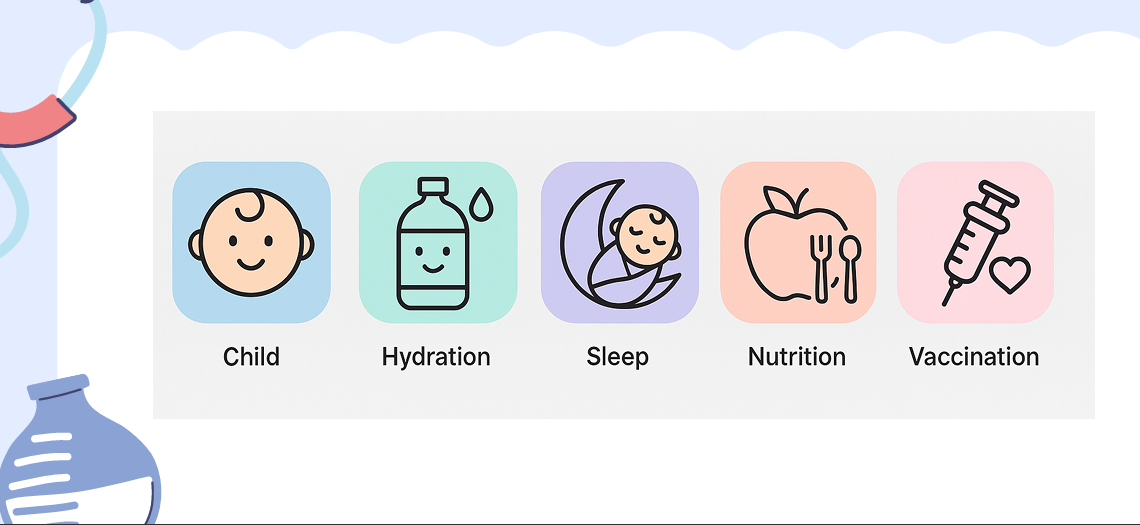 Child
Hydration
Sleep
Nutrition
Vaccination